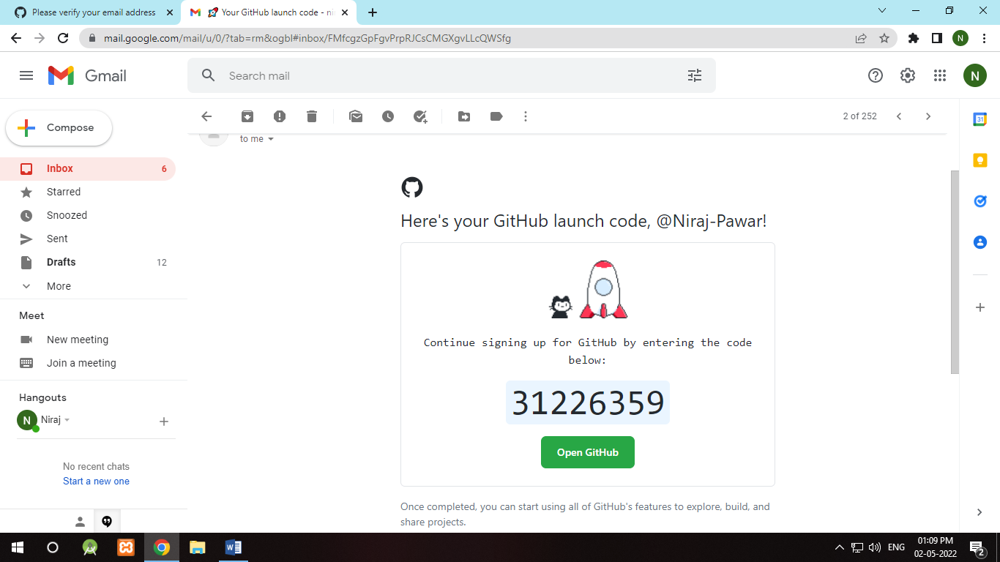 Please verify your email address
🚀 Your GitHub launch code - ni
mail.google.com/mail/u/0/?tab=rm&ogbl#inbox/FMfcgzGpFgvPrpRJCsCMGXgvLLcQWSfg
N
Gmail
Search mail
N
Compose
2 of 252
31
to me
Inbox 6
Starred
Snoozed
Sent
Drafts 12
More
Meet
New meeting
Join a meeting
Hangouts
N Niraj
No recent chats
Start a new one
Here's your GitHub launch code, @Niraj-Pawar!
Continue signing up for GitHub by entering the code
below:
31226359
Open GitHub
Once completed, you can start using all of GitHub's features to explore, build, and
share projects.
ENG
01:09 PM
02-05-2022
2